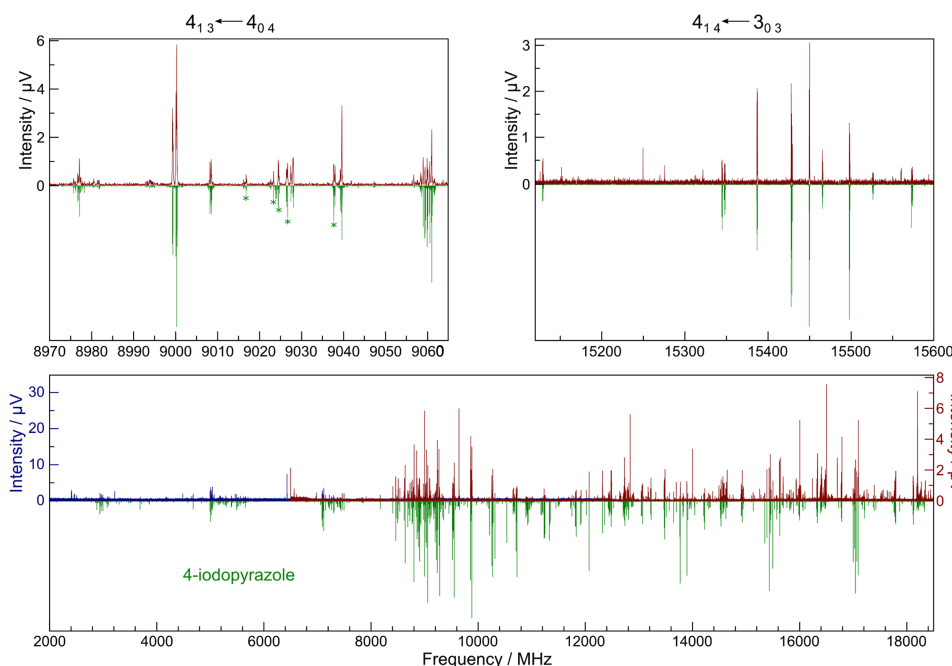 4₁ ₃ ← 4₀ ₄
4₁ ₄ ← 3₀ ₃
Intensity / µV
6
4
2
0
* * * * *
8970 8980 8990 9000 9010 9020 9030 9040 9050 9060
Intensity / µV
3
2
1
0
15200 15300 15400 15500 15600
Intensity / µV
30
20
10
0
8
6
4
2
0
4-iodopyrazole
2000 4000 6000 8000 10000 12000 14000 16000 18000
Frequency / MHz